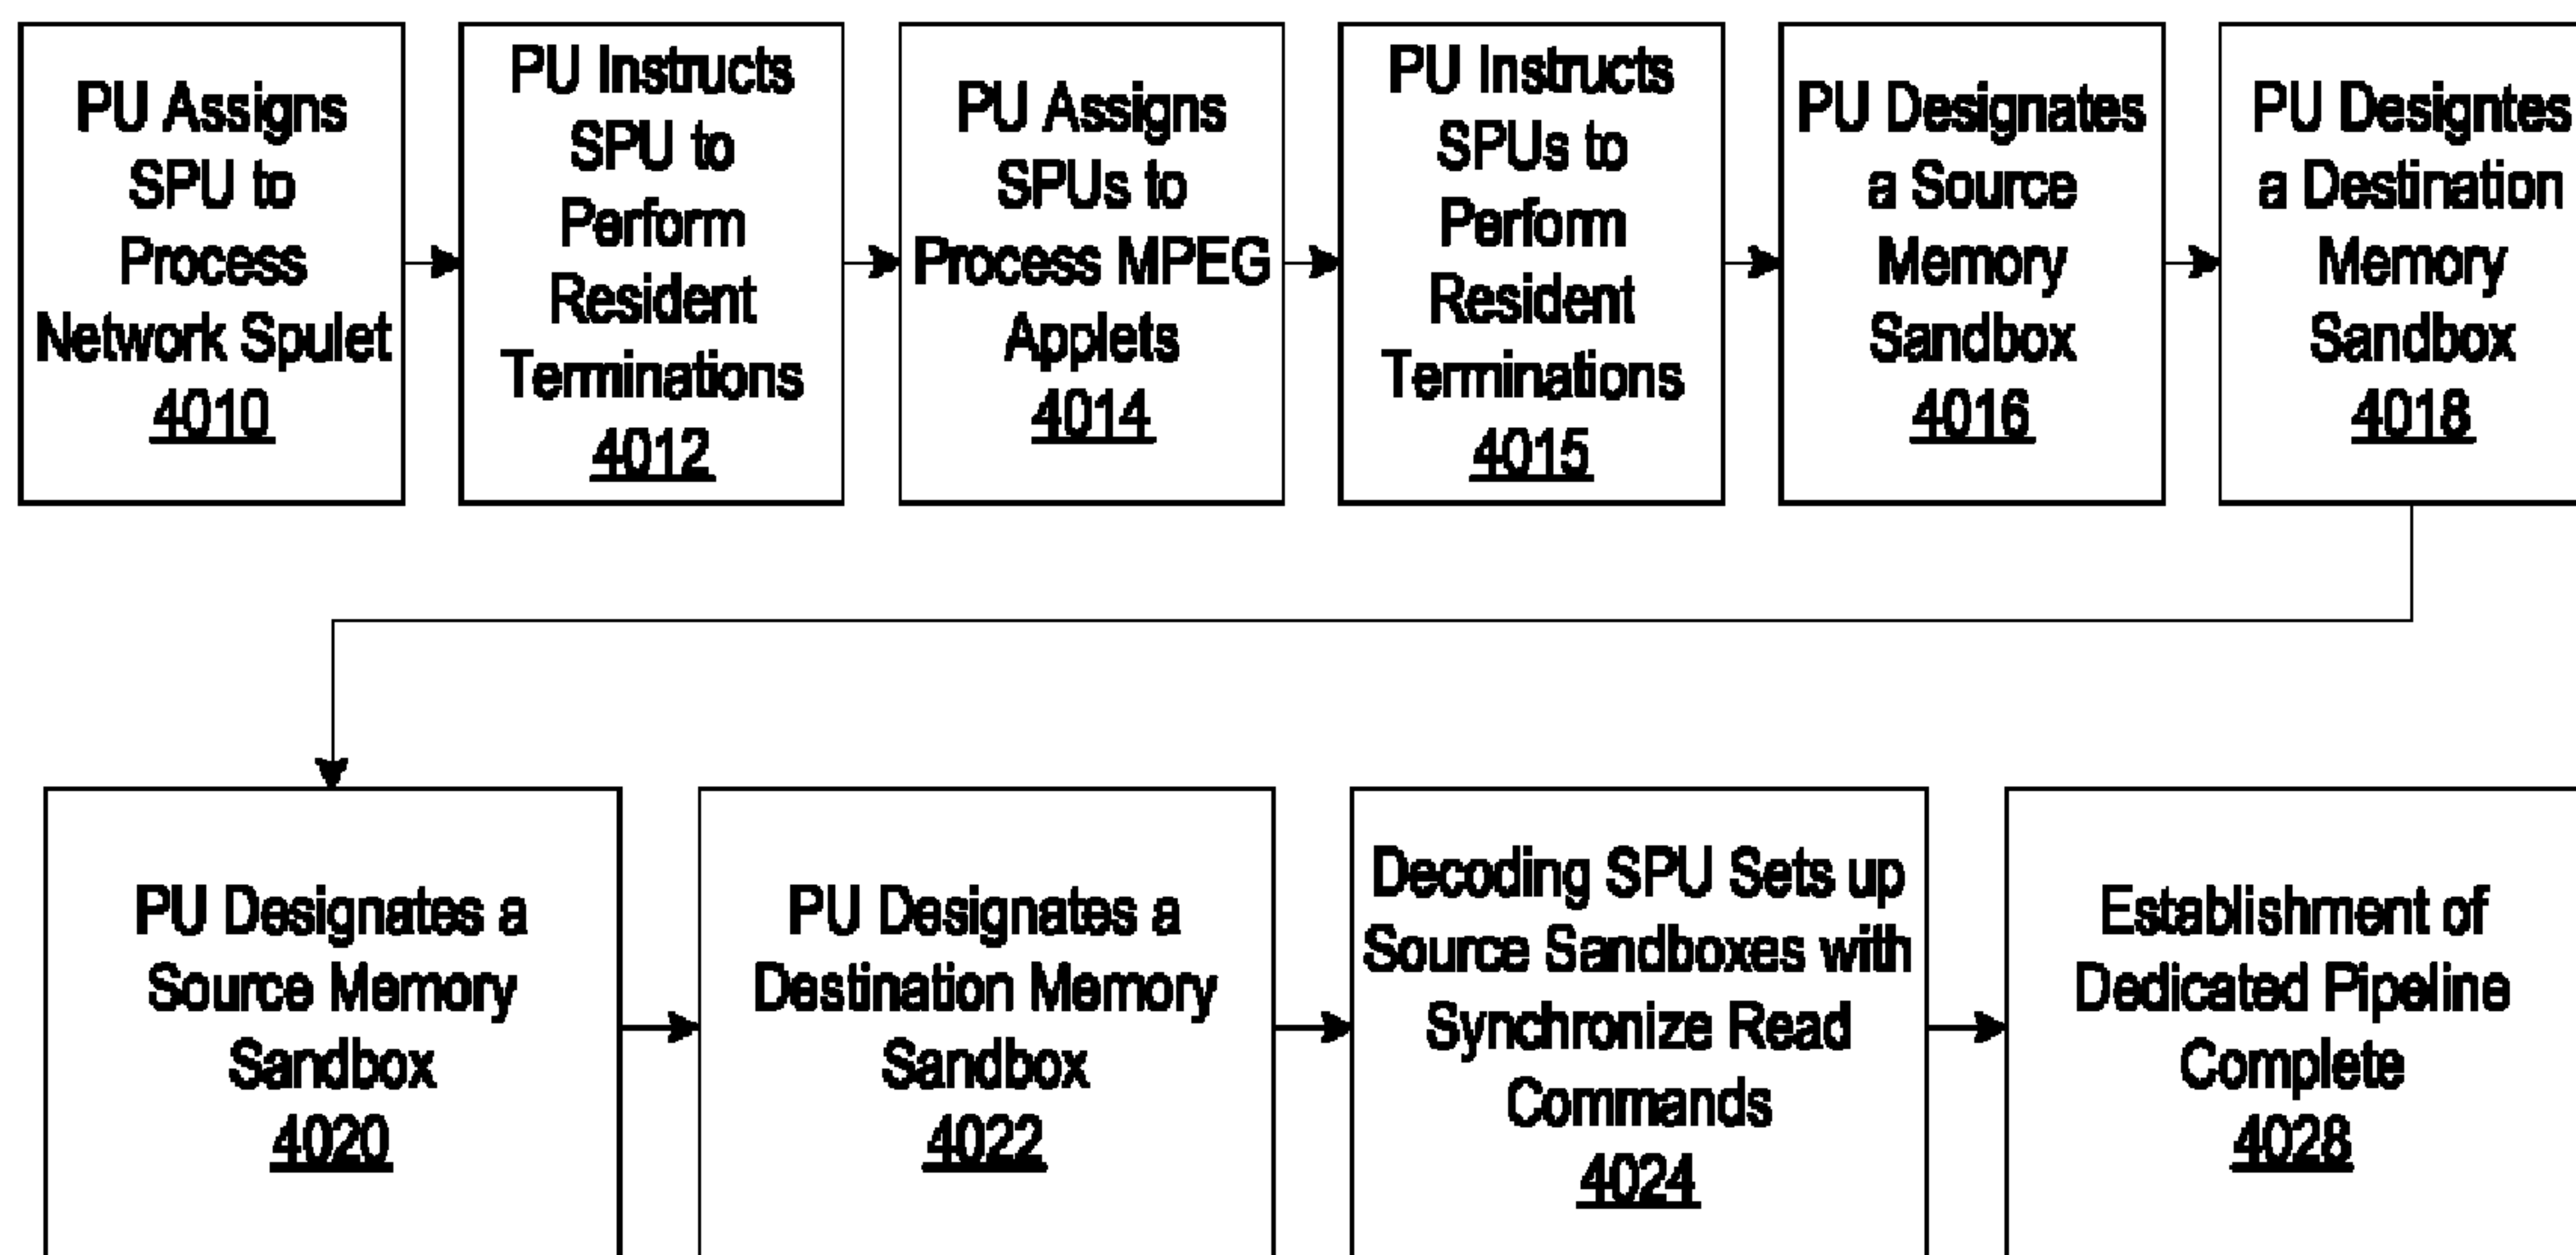 PU Assigns
SPU to
Process
Network Spulet
4010
PU Instructs
SPU to
Perform
Resident
Terminations
4012
PU Assigns
SPUs to
Process MPEG
Applets
4014
PU Instructs
SPUs to
Perform
Resident
Terminations
4015
PU Designates
a Source
Memory
Sandbox
4016
PU Designtes
a Destination
Memory
Sandbox
4018
PU Designates a
Source Memory
Sandbox
4020
PU Designates a
Destination Memory
Sandbox
4022
Decoding SPU Sets up
Source Sandboxes with
Synchronize Read
Commands
4024
Establishment of
Dedicated Pipeline
Complete
4028